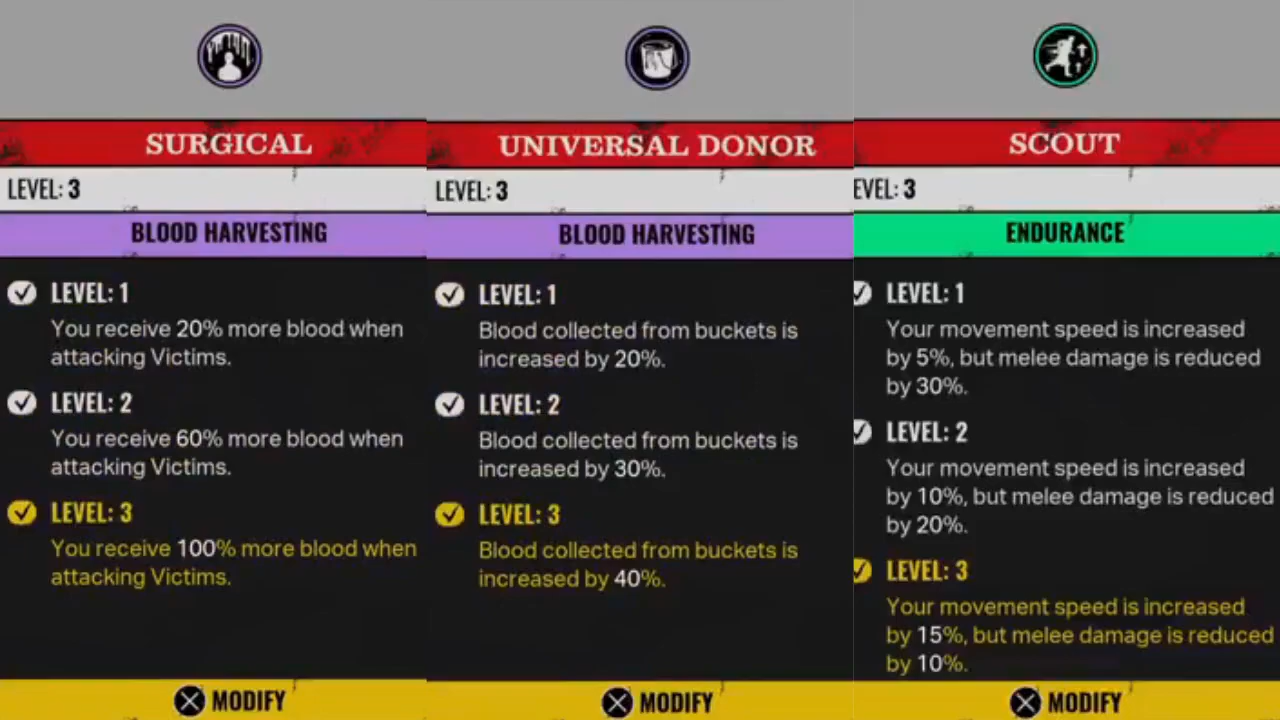 SURGICAL
LEVEL: 3
BLOOD HARVESTING
LEVEL: 1
You receive 20% more blood when
attacking Victims.
LEVEL: 2
You receive 60% more blood when
attacking Victims.
LEVEL: 3
You receive 100% more blood when
attacking Victims.
MODIFY
UNIVERSAL DONOR
LEVEL: 3
BLOOD HARVESTING
LEVEL: 1
Blood collected from buckets is
increased by 20%.
LEVEL: 2
Blood collected from buckets is
increased by 30%.
LEVEL: 3
Blood collected from buckets is
increased by 40%.
MODIFY
SCOUT
EVEL: 3
ENDURANCE
LEVEL: 1
Your movement speed is increased
by 5%, but melee damage is reduced
by 30%.
LEVEL: 2
Your movement speed is increased
by 10%, but melee damage is reduced
by 20%.
LEVEL: 3
Your movement speed is increased
by 15%, but melee damage is reduced
by 10%.
MODIFY